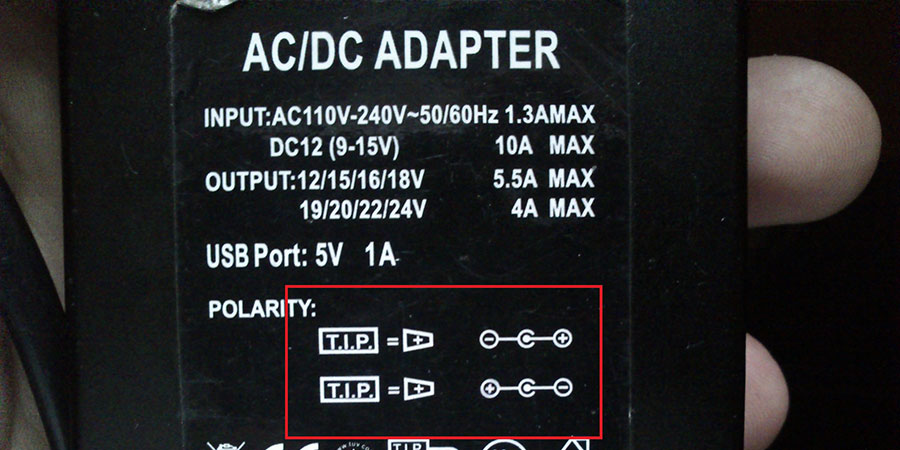 AC/DC ADAPTER
INPUT:AC110V-240V~50/60Hz 1.3AMAX
DC12 (9-15V) 10A MAX
OUTPUT:12/15/16/18V 5.5A MAX
19/20/22/24V 4A MAX
USB Port: 5V 1A
POLARITY:
T.I.P. = +
T.I.P. = +